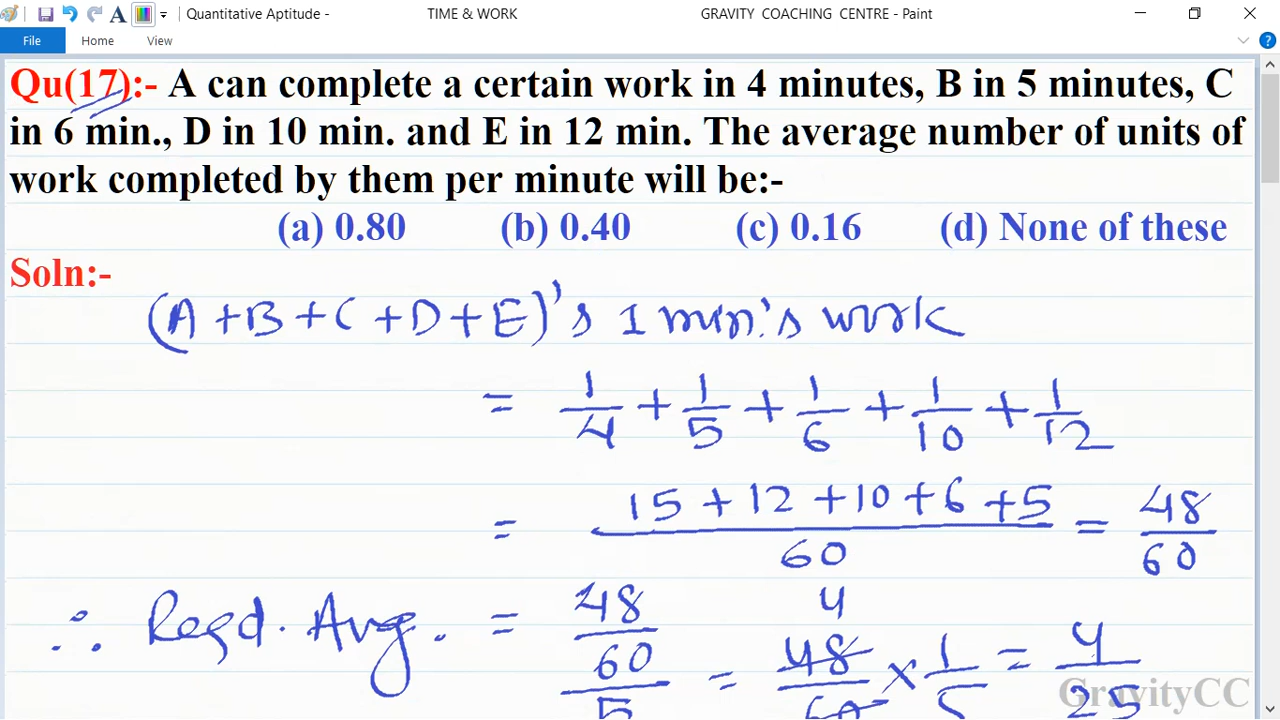 Quantitative Aptitude - TIME & WORK GRAVITY COACHING CENTRE - Paint
File Home View
Qu(17):- A can complete a certain work in 4 minutes, B in 5 minutes, C
in 6 min., D in 10 min. and E in 12 min. The average number of units of
work completed by them per minute will be:-
(a) 0.80 (b) 0.40 (c) 0.16 (d) None of these
Soln:-
(A+B+C+D+E)'s 1 min.'s work
= 1/4 + 1/5 + 1/6 + 1/10 + 1/12
= 15+12+10+6+5/60 = 48/60
∴ Reqd. Avg. = 48/60/5 = 4 48/60 × 1/5 = 4/25
GravityCC